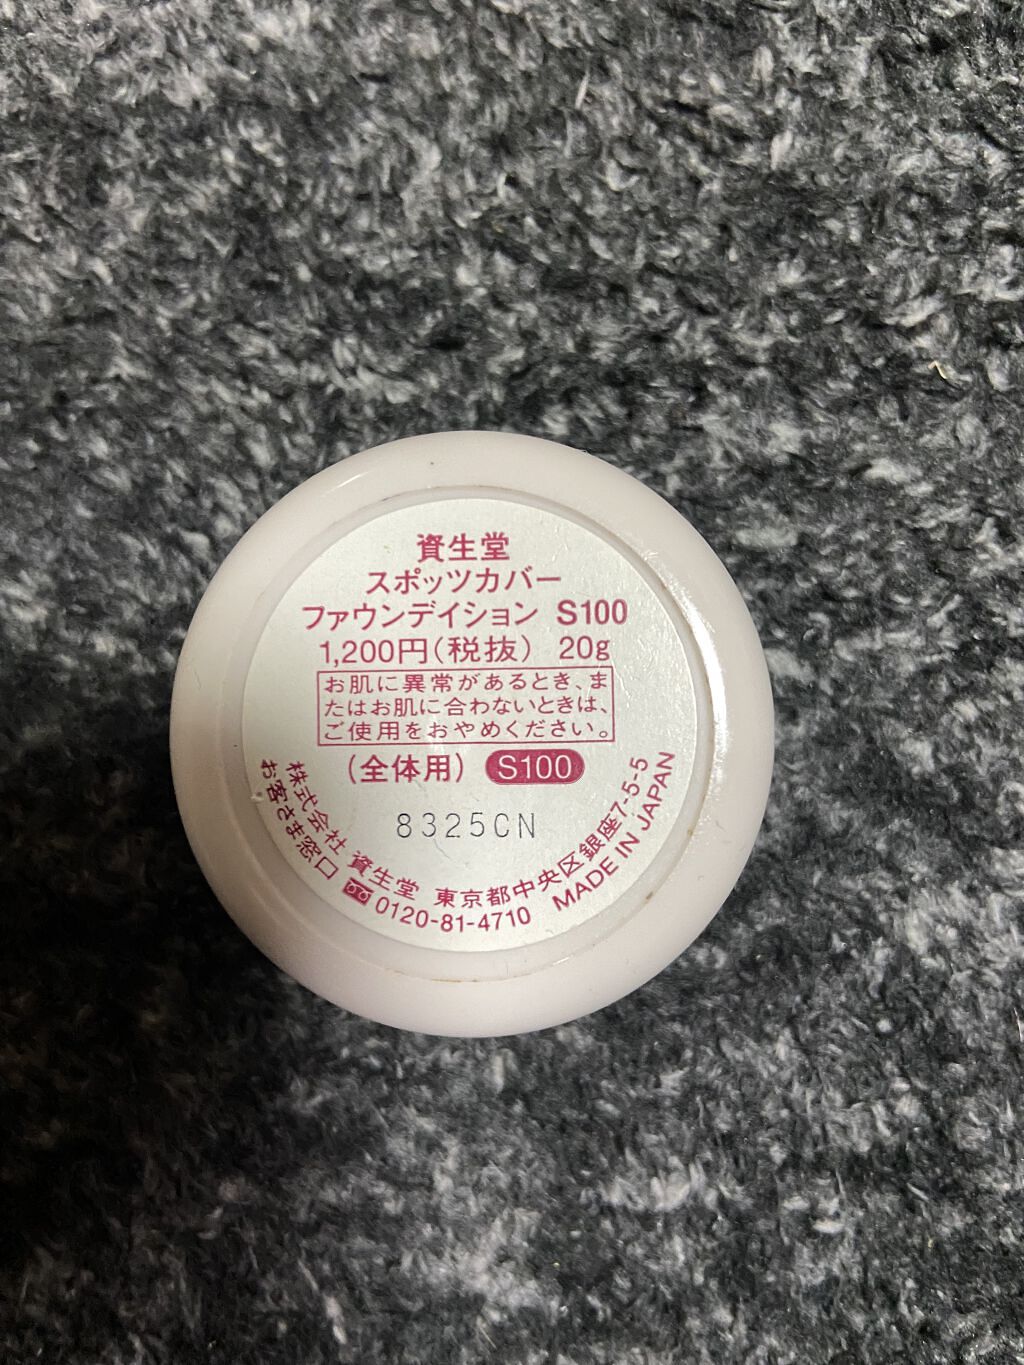 資生堂
スポッツカバー
ファウンデイション S100
1,200円(税抜) 20g
お肌に異常があるとき、ま
たはお肌に合わないときは、
ご使用をおやめください。
(全体用) S100
8325CN
株式会社 資生堂 東京都中央区銀座7-5-5
お客さま窓口 0120-81-4710 MADE IN JAPAN